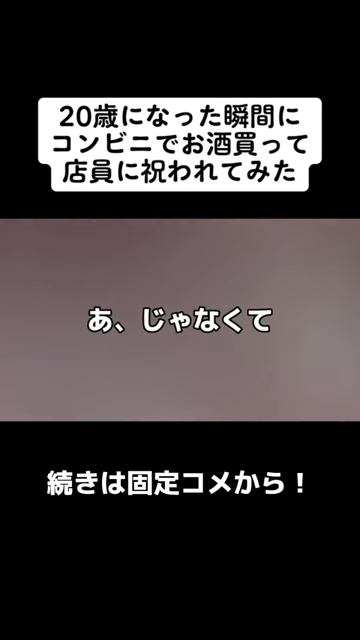 20歳になった瞬間に
コンビニでお酒買って
店員に祝われてみた
あ、じゃなくて
続きは固定コメから！